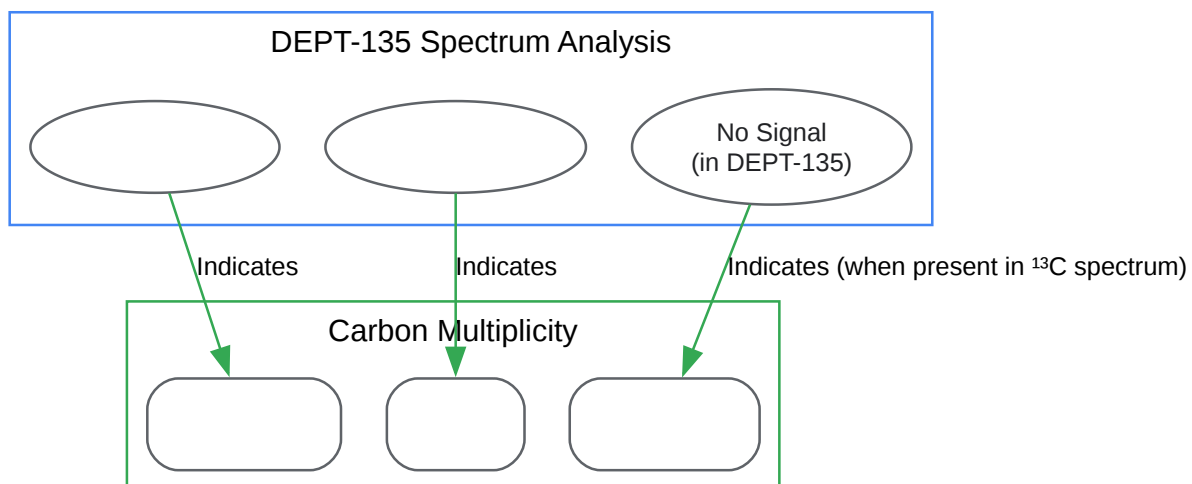 DEPT-135 Spectrum Analysis
No Signal
(in DEPT-135)
Indicates
Indicates
Indicates (when present in ¹³C spectrum)
Carbon Multiplicity